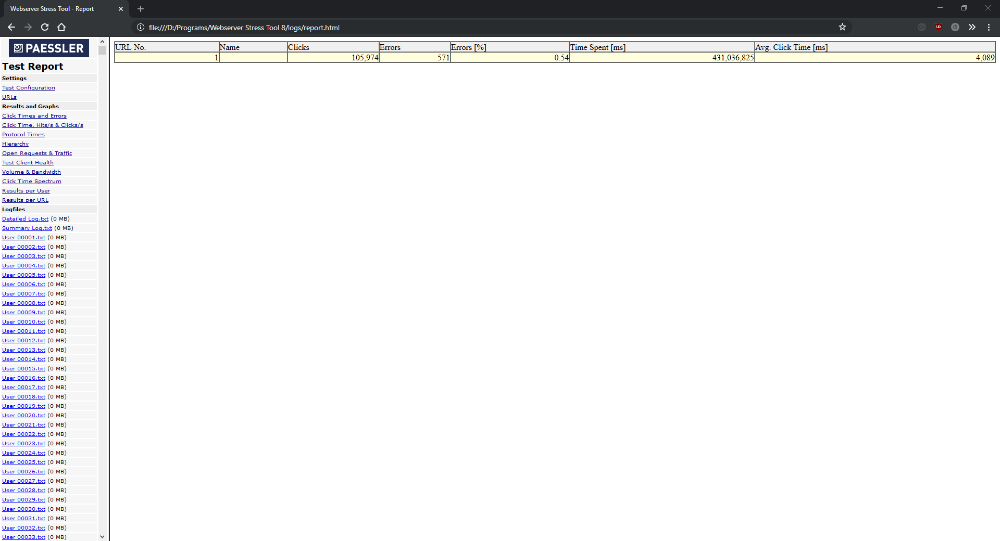 Webserver Stress Tool - Report
file:///D:/Programs/Webserver Stress Tool 8/logs/report.html
PAESSLER
Test Report
Settings
Test Configuration
URLs
Results and Graphs
Click Times and Errors
Click Time, Hits/s & Clicks/s
Protocol Times
Hierarchy
Open Requests & Traffic
Test Client Health
Volume & Bandwidth
Click Time Spectrum
Results per User
Results per URL
Logfiles
Detailed Log.txt (0 MB)
Summary Log.txt (0 MB)
User 00001.txt (0 MB)
User 00002.txt (0 MB)
User 00003.txt (0 MB)
User 00004.txt (0 MB)
User 00005.txt (0 MB)
User 00006.txt (0 MB)
User 00007.txt (0 MB)
User 00008.txt (0 MB)
User 00009.txt (0 MB)
User 00010.txt (0 MB)
User 00011.txt (0 MB)
User 00012.txt (0 MB)
User 00013.txt (0 MB)
User 00014.txt (0 MB)
User 00015.txt (0 MB)
User 00016.txt (0 MB)
User 00017.txt (0 MB)
User 00018.txt (0 MB)
User 00019.txt (0 MB)
User 00020.txt (0 MB)
User 00021.txt (0 MB)
User 00022.txt (0 MB)
User 00023.txt (0 MB)
User 00024.txt (0 MB)
User 00025.txt (0 MB)
User 00026.txt (0 MB)
User 00027.txt (0 MB)
User 00028.txt (0 MB)
User 00029.txt (0 MB)
User 00030.txt (0 MB)
User 00031.txt (0 MB)
User 00032.txt (0 MB)
User 00033.txt (0 MB)
URL No. Name Clicks Errors Errors [%] Time Spent [ms] Avg. Click Time [ms]
1 105,974 571 0.54 431,036,825 4,089